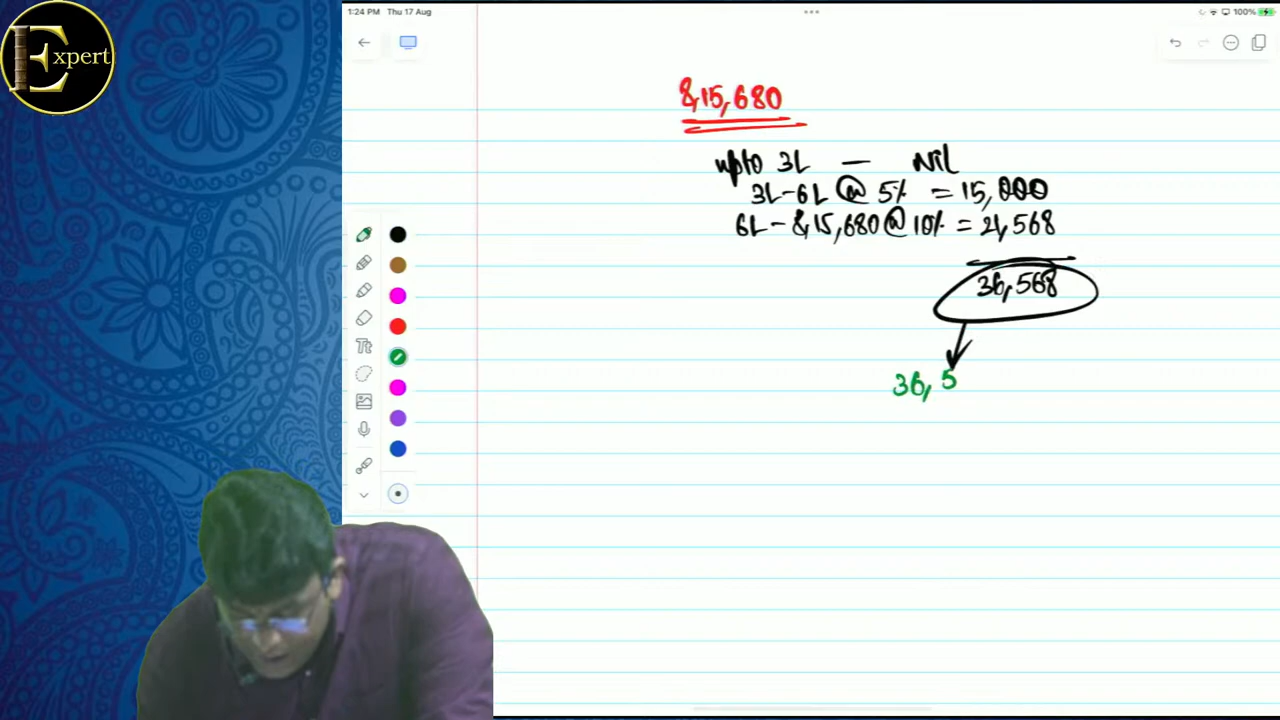 Expert
1:24 PM Thu 17 Aug
100%
8,15,680
upto 3L — Nil
3L-6L @ 5% = 15,000
6L - 8,15,680 @ 10% = 21,568
36,568
36, 5
Tt